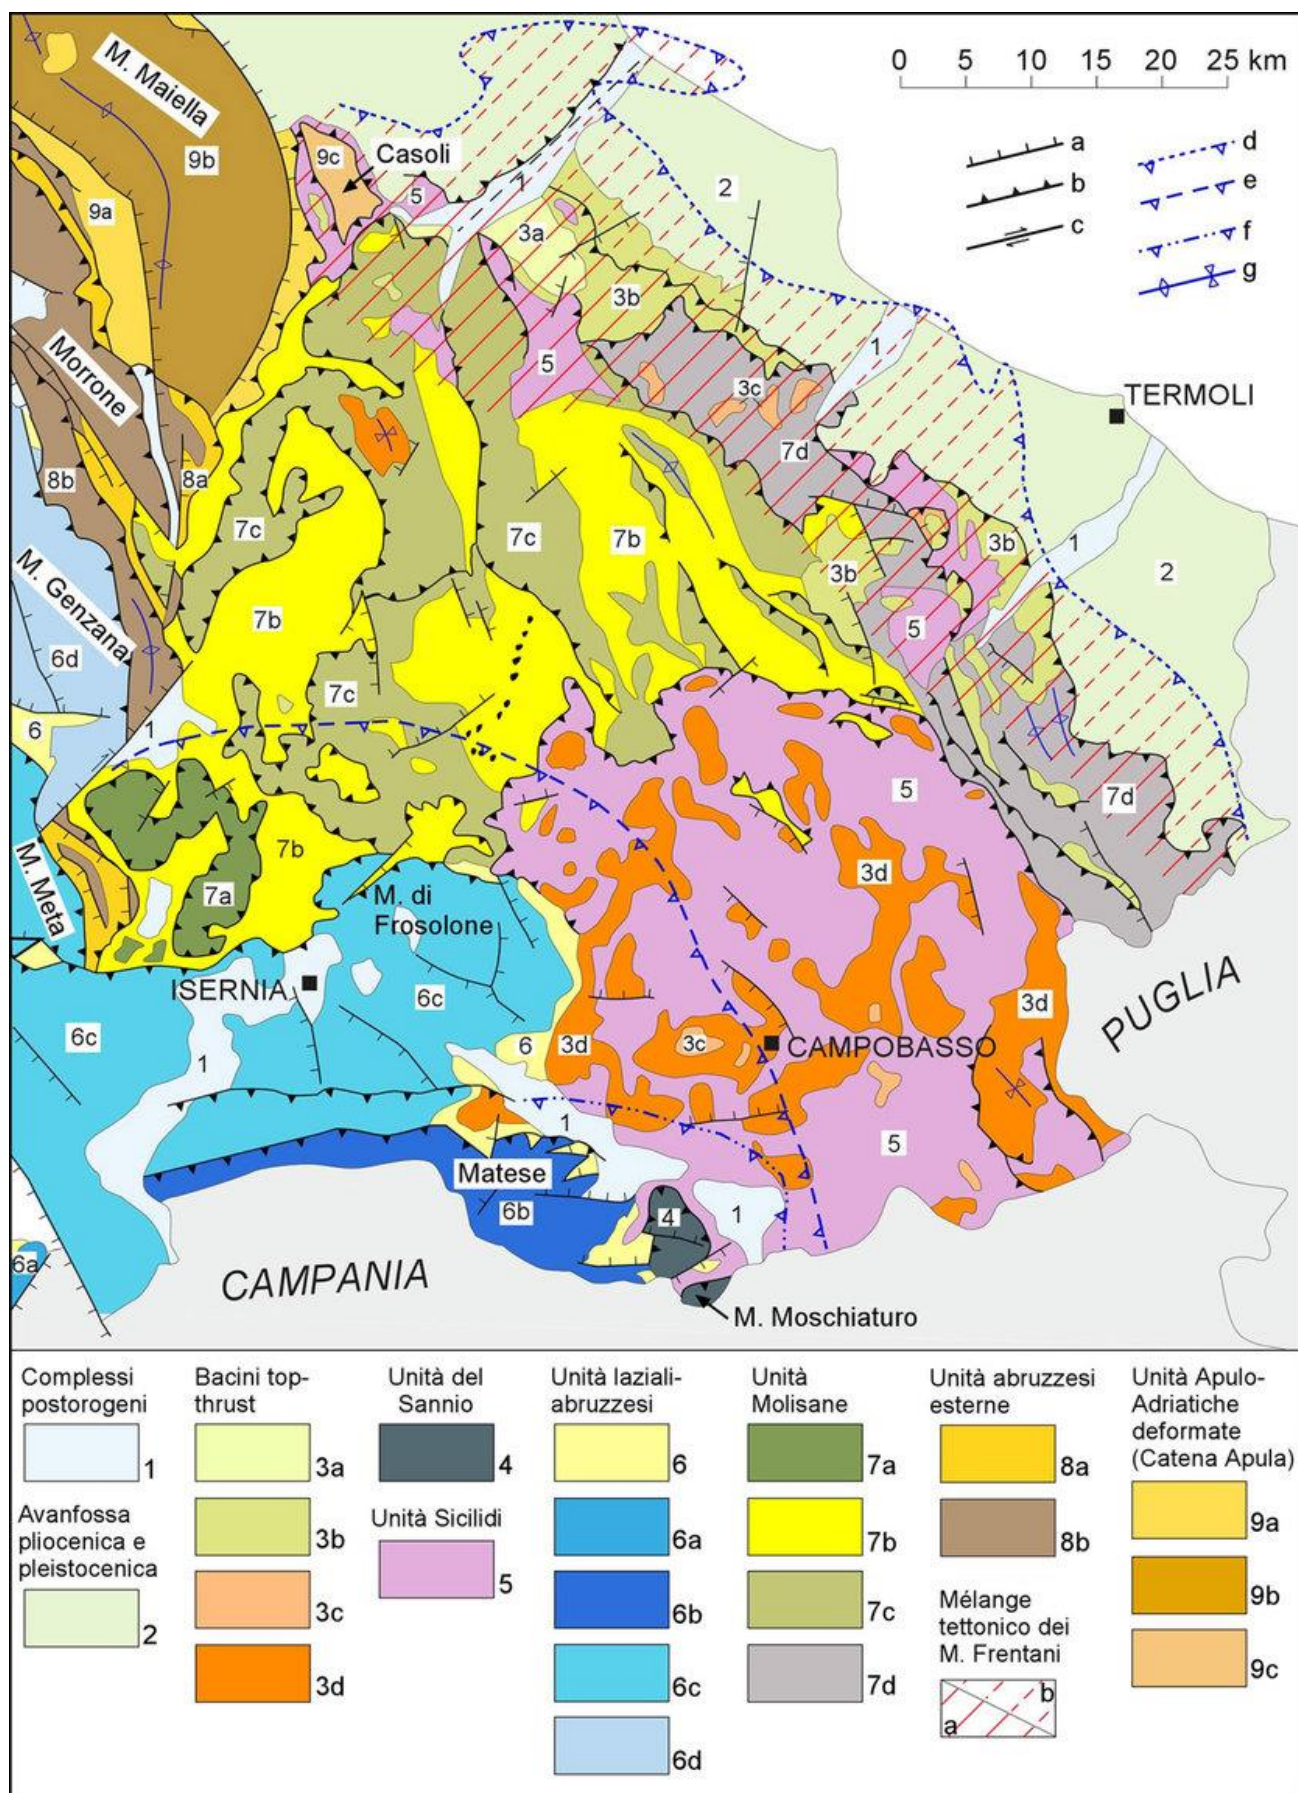 0 5 10 15 20 25 km
M. Maiella
9b
9c
Casoli
a
d
b
e
c
f
g
5
1
2
9a
3a
3b
Morrone
1
5
3c
TERMOLI
7d
8b
8a
7c
7c
7b
3b
3b
1
2
M. Genzana
7b
5
6d
7c
6
1
5
7d
7b
3d
M. Meta
7a
M. di
Frosolone
ISERNIA
6c
3d
PUGLIA
6c
1
6
3d
3c
CAMPOBASSO
1
5
Matese
6b
4
1
6a
CAMPANIA
M. Moschiaturo
Complessi
postorogeni
1
Avanfossa
pliocenica e
pleistocenica
2
Bacini top-
thrust
3a
3b
3c
3d
Unità del
Sannio
4
Unità Sicilidi
5
Unità laziali-
abruzzesi
6
6a
6b
6c
6d
Unità
Molisane
7a
7b
7c
7d
Unità abruzzesi
esterne
8a
8b
Mélange
tettonico dei
M. Frentani
a
b
Unità Apulo-
Adriatiche
deformate
(Catena Apula)
9a
9b
9c